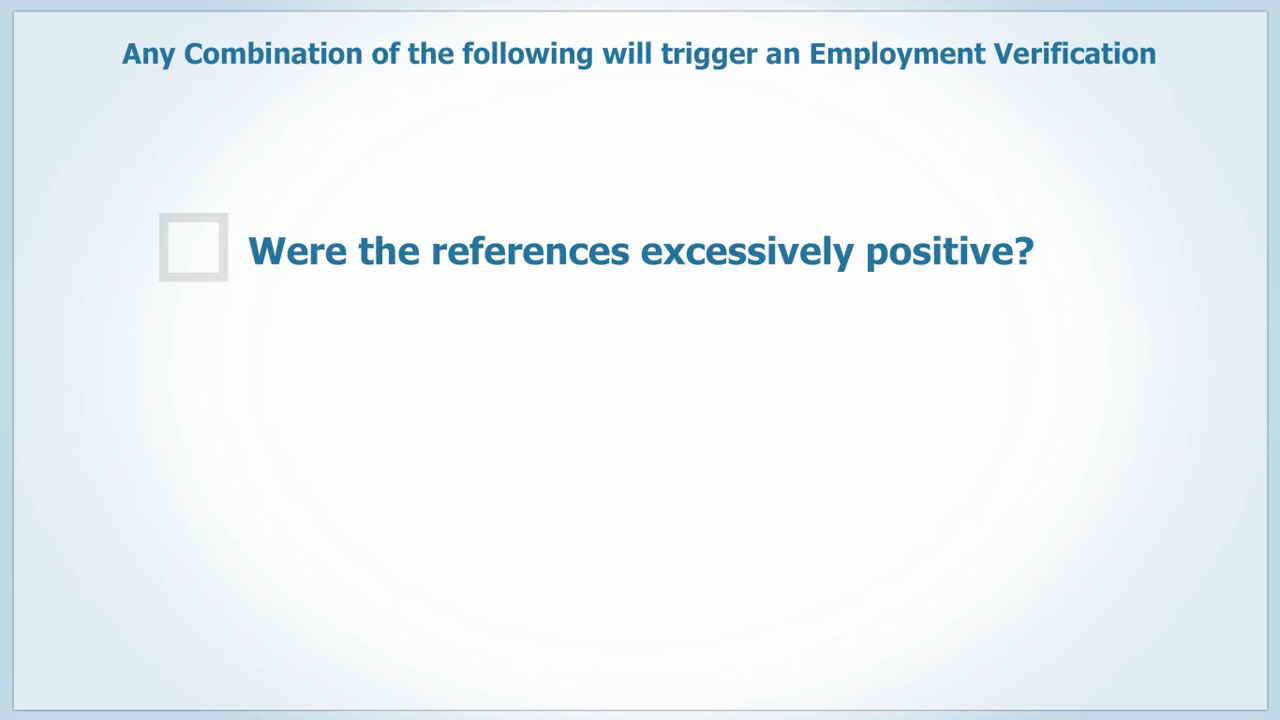 Any Combination of the following will trigger an Employment Verification
Were the references excessively positive?